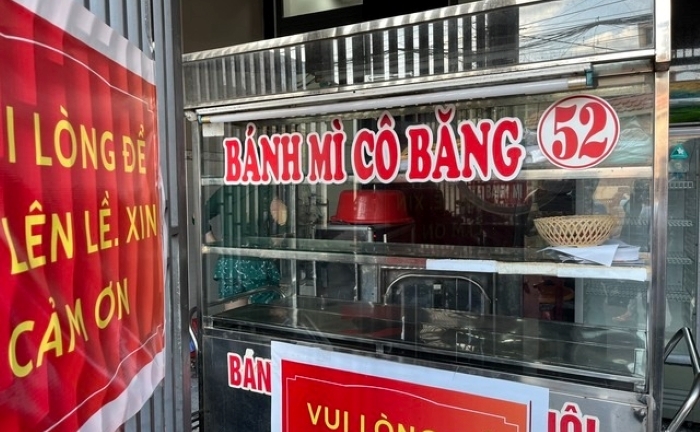 I LÒNG ĐỂ
LÊN LỀ. XIN
CẢM ƠN
BÁNH MÌ CÔ BĂNG 52
BÁN
VUI LÒNG